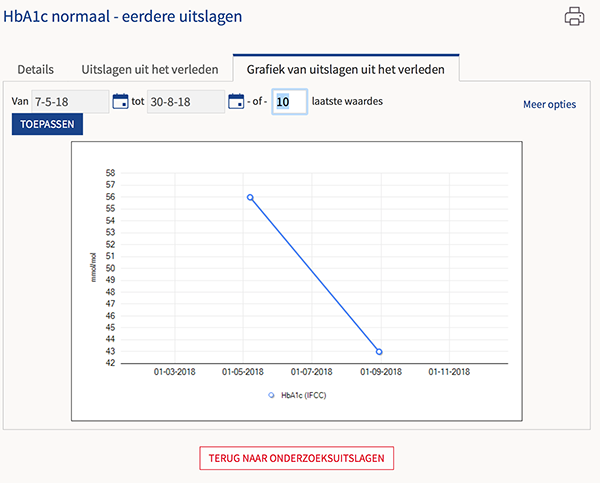 HbA1c normaal - eerdere uitslagen
Details Uitslagen uit het verleden Grafiek van uitslagen uit het verleden
Van 7-5-18 tot 30-8-18 - of - 10 laatste waardes Meer opties
TOEPASSEN
58
57
56
55
54
53
52
51
50
49
48
47
46
45
44
43
42
mmol/mol
01-03-2018 01-05-2018 01-07-2018 01-09-2018 01-11-2018
HbA1c (IFCC)
TERUG NAAR ONDERZOEKSUITSLAGEN